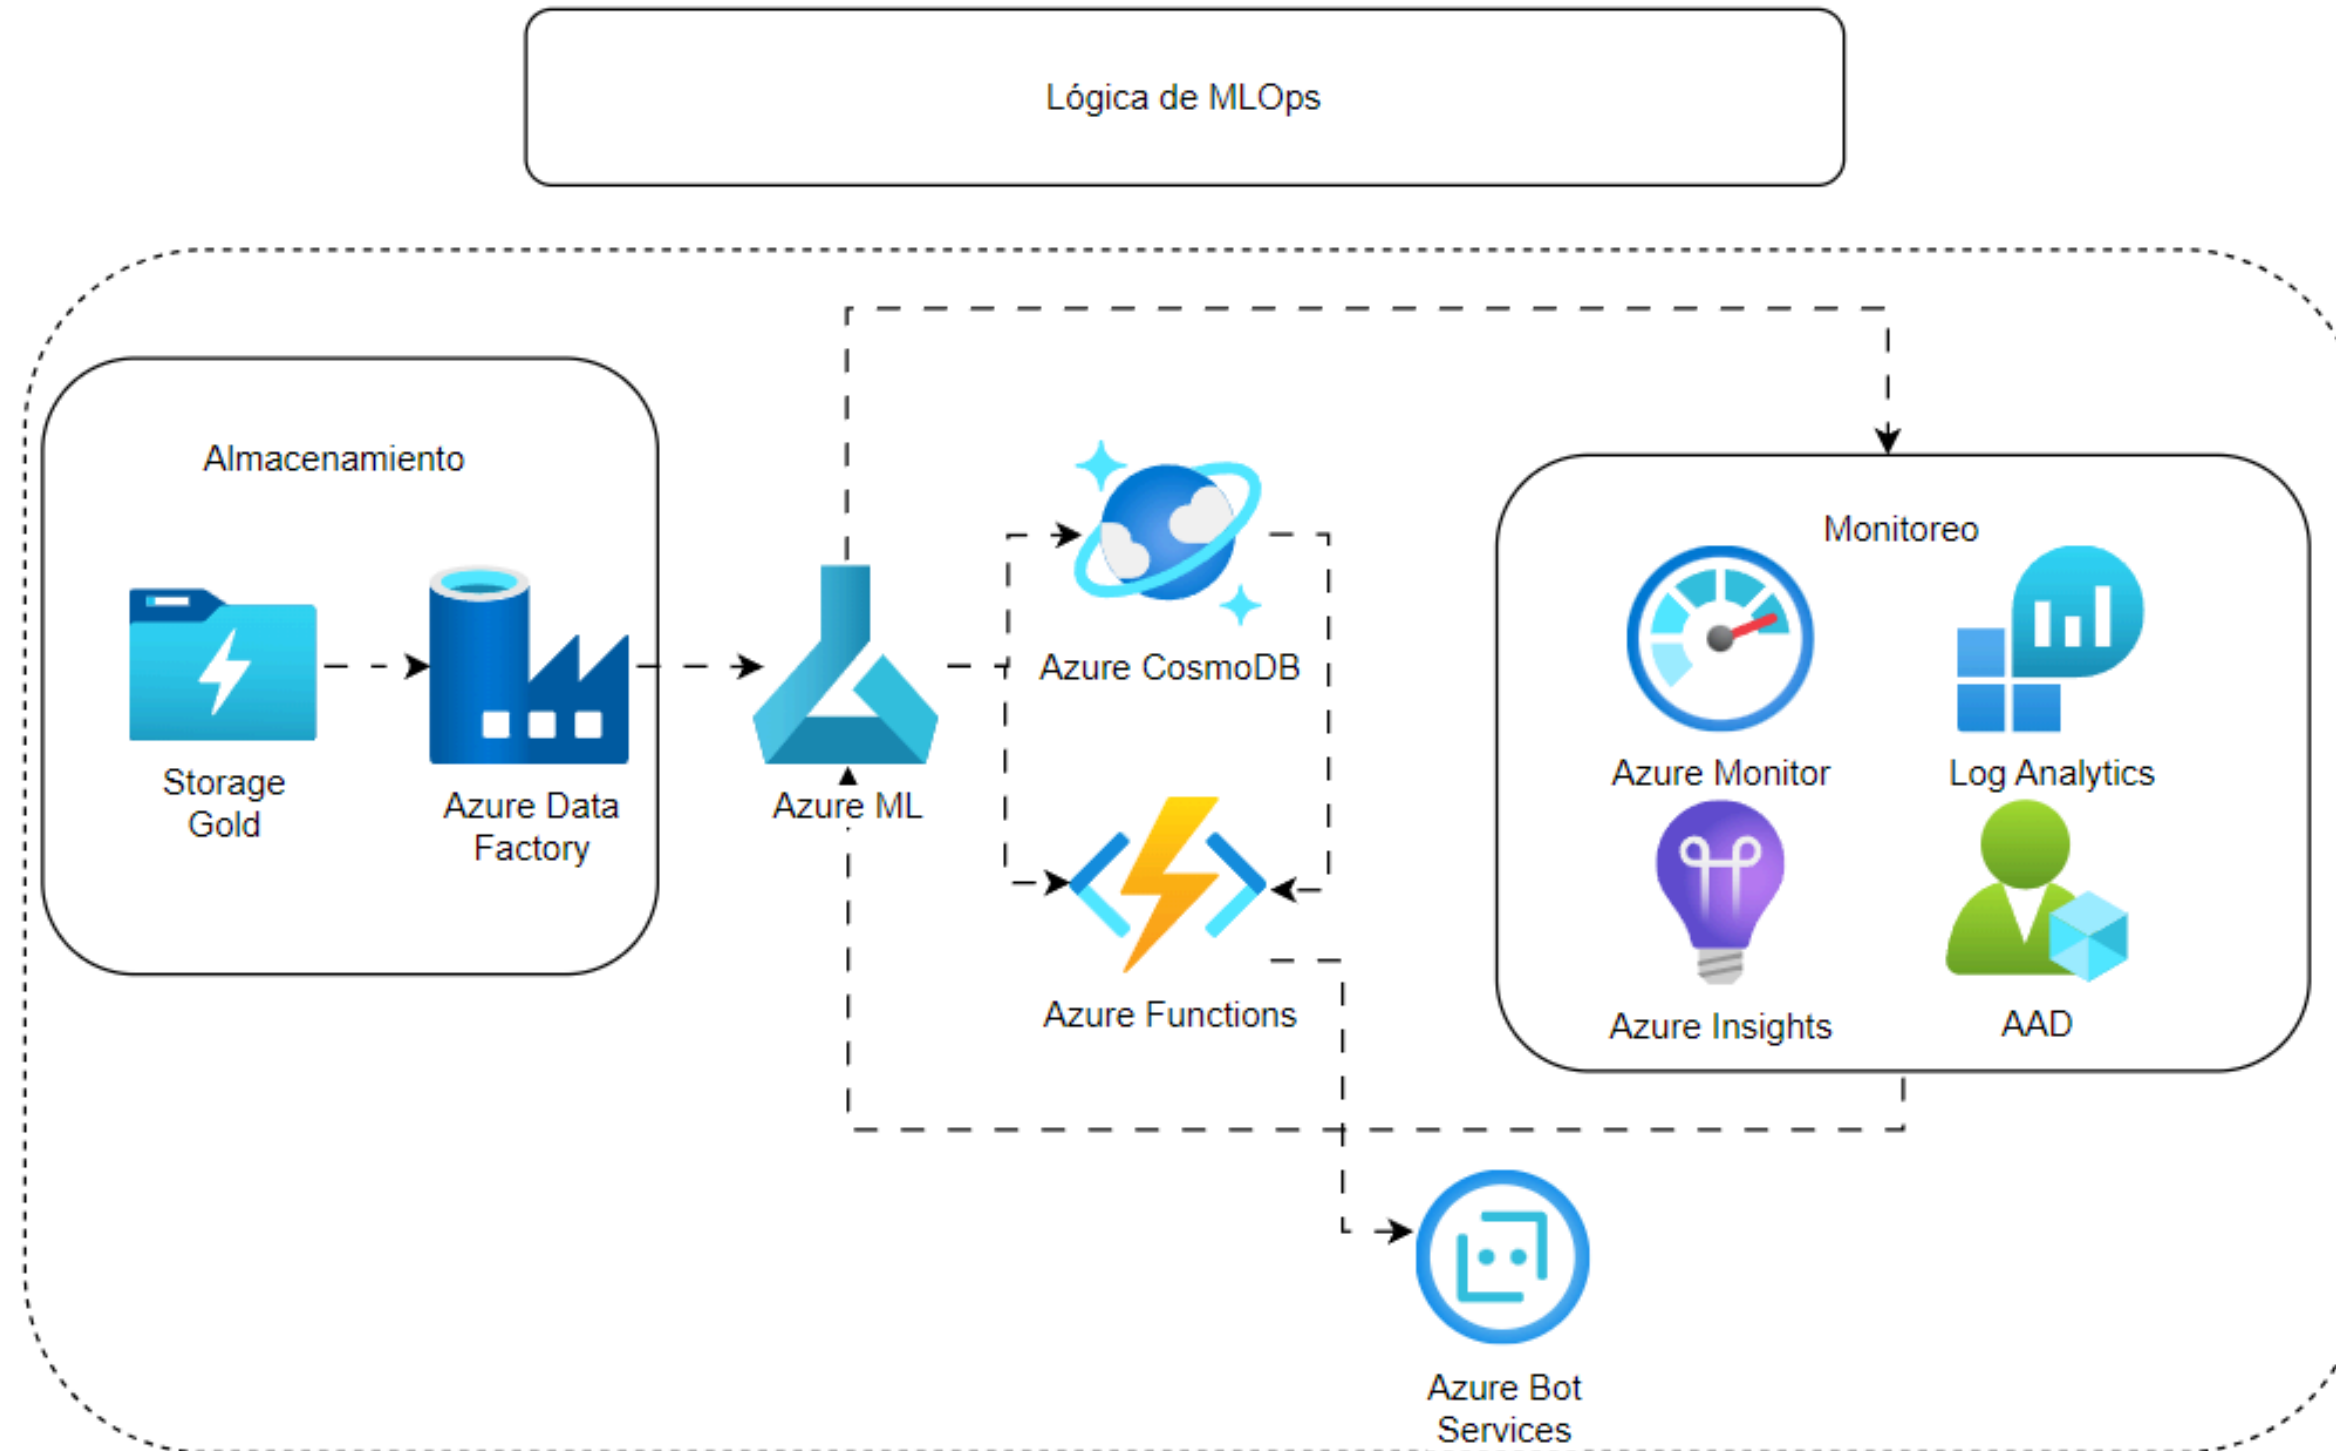 Lógica de MLOps
Almacenamiento
Storage
Gold
Azure Data
Factory
Azure ML
Azure CosmoDB
Azure Functions
Monitoreo
Azure Monitor
Log Analytics
Azure Insights
AAD
Azure Bot
Services